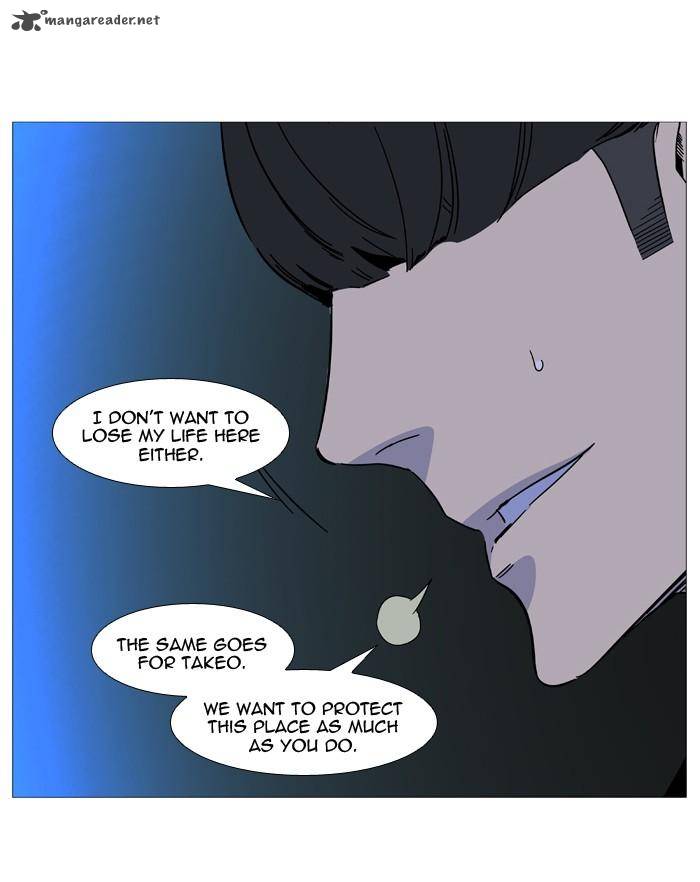 mangareader.net
I DON'T WANT TO
LOSE MY LIFE HERE
EITHER.
THE SAME GOES
FOR TAKEO.
WE WANT TO PROTECT
THIS PLACE AS MUCH
AS YOU DO.